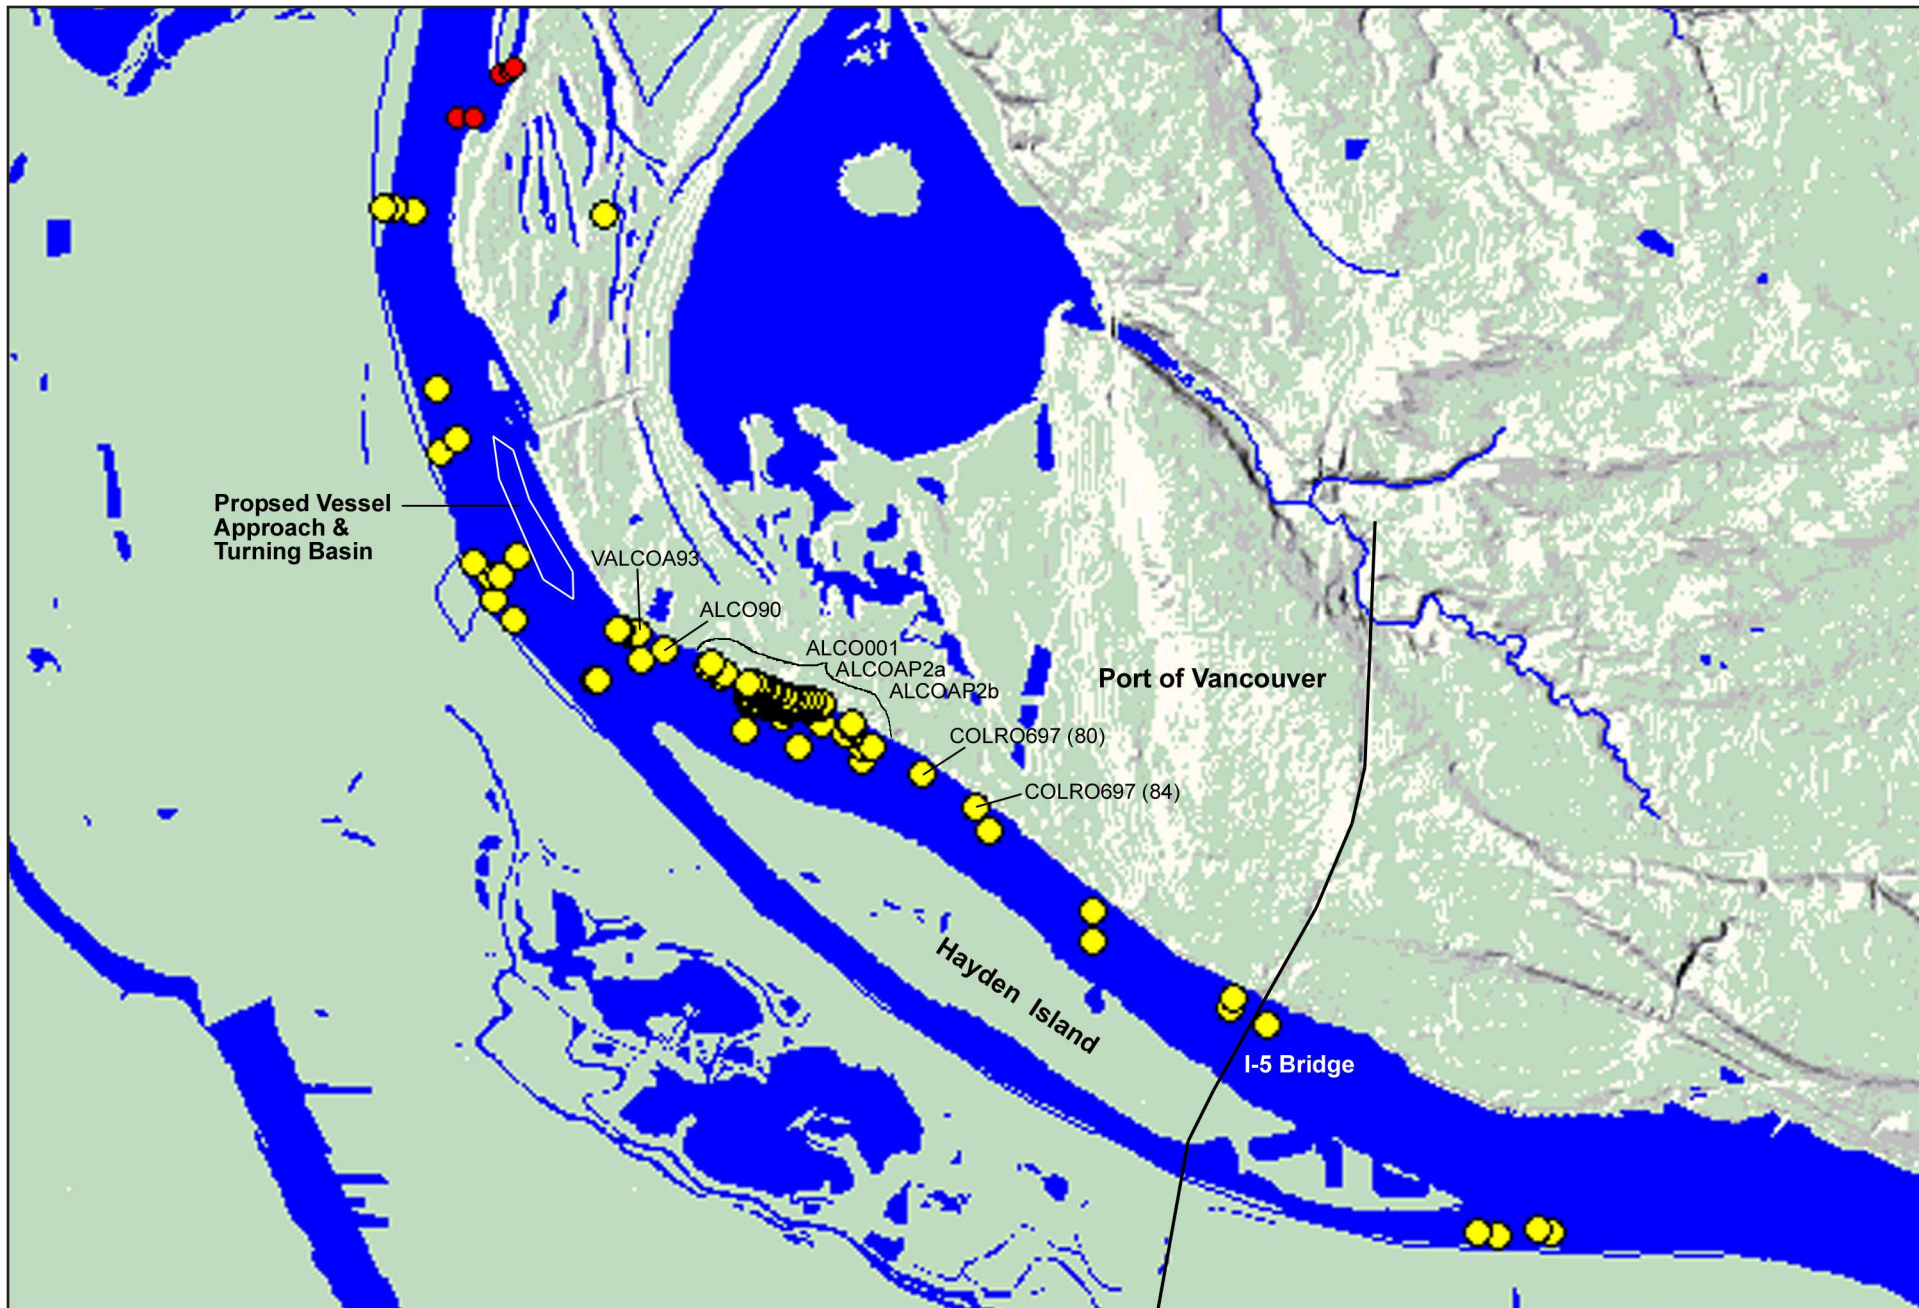 Propsed Vessel
Approach &
Turning Basin
VALCOA93
ALCO90
ALCO001
ALCOAP2a
ALCOAP2b
Port of Vancouver
COLRO697 (80)
COLRO697 (84)
Hayden Island
I-5 Bridge